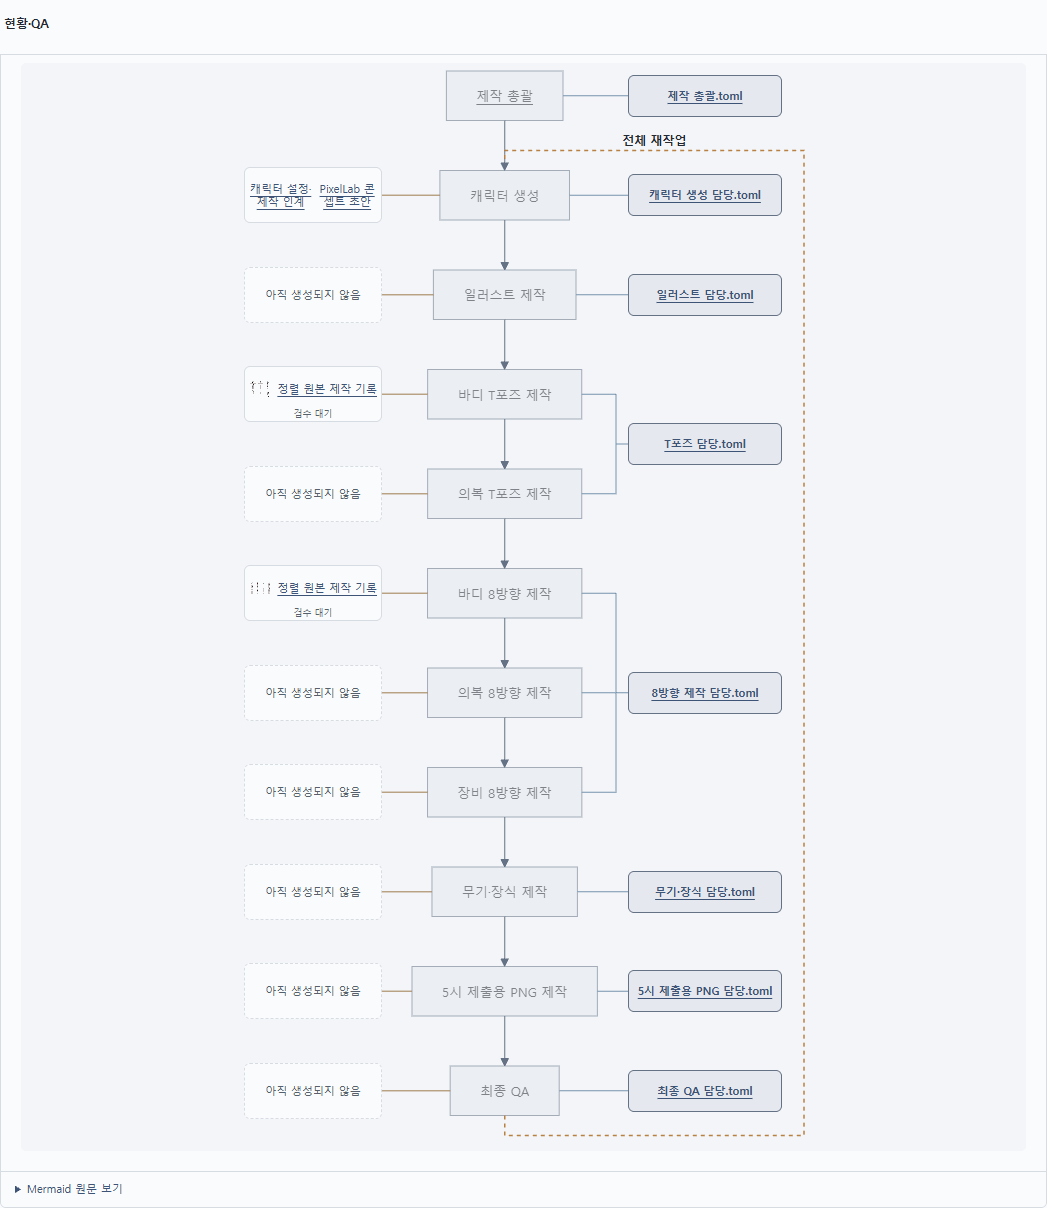 현황·QA
제작 총괄
제작 총괄.toml
전체 재작업
캐릭터 설정·
제작 인계
PixelLab 콘
셉트 초안
캐릭터 생성
캐릭터 생성 담당.toml
아직 생성되지 않음
일러스트 제작
일러스트 담당.toml
정렬 원본 제작 기록
검수 대기
바디 T포즈 제작
T포즈 담당.toml
아직 생성되지 않음
의복 T포즈 제작
정렬 원본 제작 기록
검수 대기
바디 8방향 제작
아직 생성되지 않음
의복 8방향 제작
8방향 제작 담당.toml
아직 생성되지 않음
장비 8방향 제작
아직 생성되지 않음
무기·장식 제작
무기·장식 담당.toml
아직 생성되지 않음
5시 제출용 PNG 제작
5시 제출용 PNG 담당.toml
아직 생성되지 않음
최종 QA
최종 QA 담당.toml
Mermaid 원문 보기